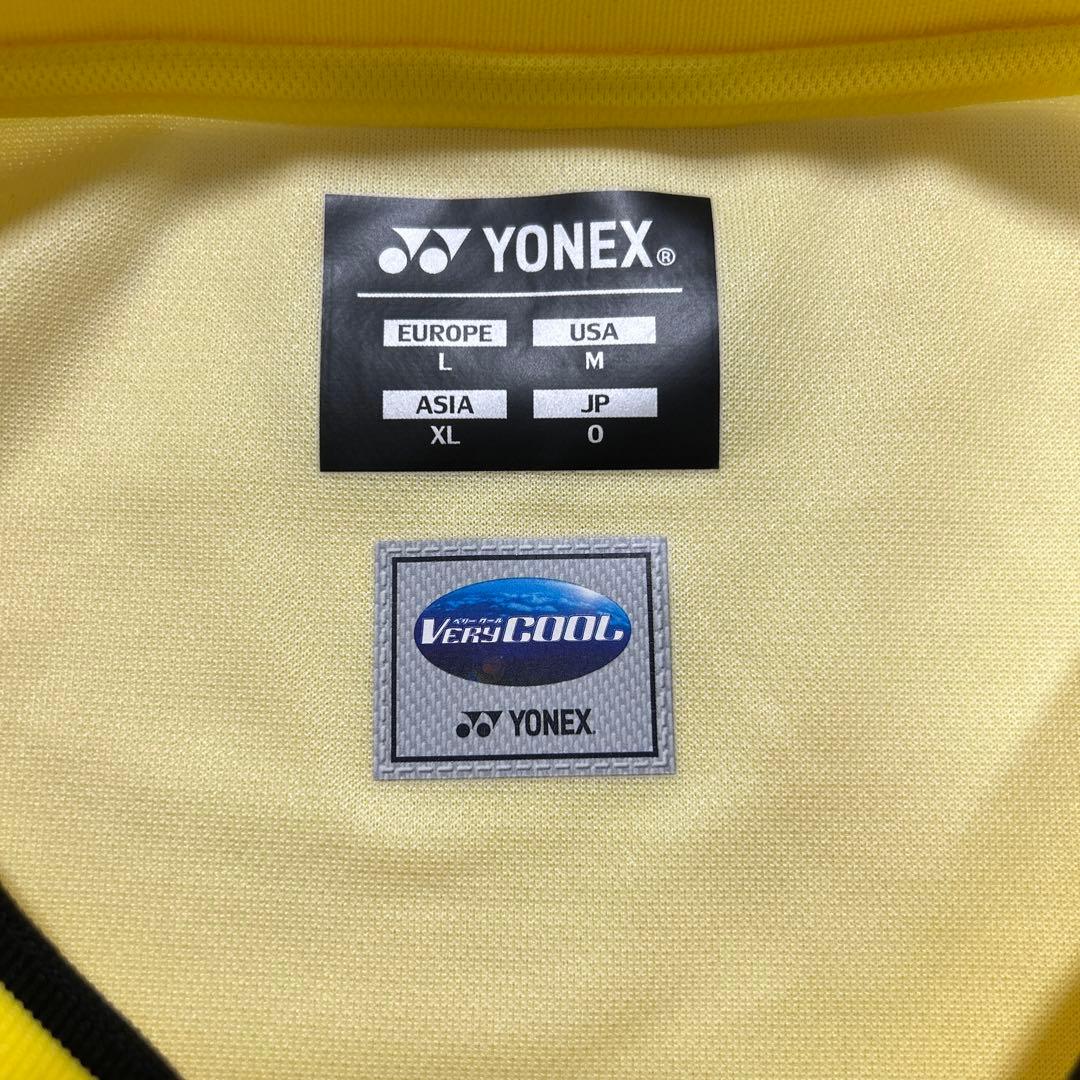 YONEX®
EUROPE USA
L M
ASIA JP
XL O
ベリー クール
VERYCOOL
YONEX